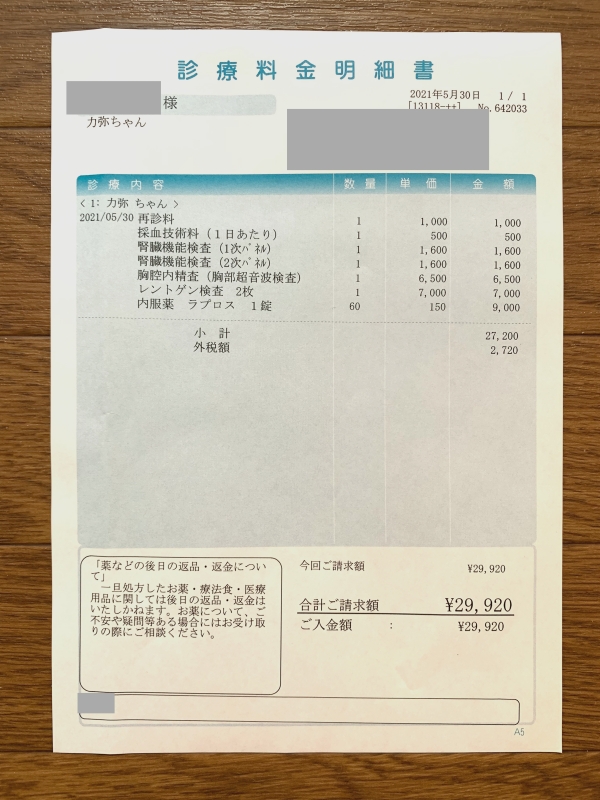 診療料金明細書
様
2021年5月30日 1/1
[13118-++] No.642033
力弥ちゃん
診療内容 数量 単価 金額
<1: 力弥 ちゃん >
2021/05/30 再診料 1 1,000 1,000
採血技術料(1日あたり) 1 500 500
腎臓機能検査(1次ﾊﾟﾈﾙ) 1 1,600 1,600
腎臓機能検査(2次ﾊﾟﾈﾙ) 1 1,600 1,600
胸腔内精査(胸部超音波検査) 1 6,500 6,500
レントゲン検査 2枚 1 7,000 7,000
内服薬 ラプロス 1錠 60 150 9,000
小 計 27,200
外税額 2,720
「薬などの後日の返品・返金につい
て」
一旦処方したお薬・療法食・医療
用品に関しては後日の返品・返金は
いたしかねます。お薬について、ご
不安や疑問等ある場合にはお受け取
りの際にご相談ください。
今回ご請求額 ¥29,920
合計ご請求額 ¥29,920
ご入金額 : ¥29,920
A5